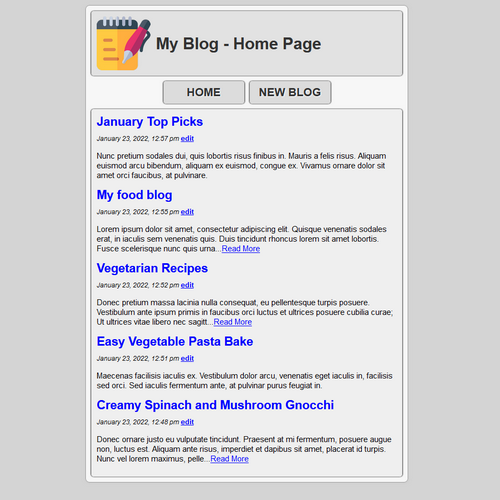 My Blog - Home Page
HOME NEW BLOG
January Top Picks
January 23, 2022, 12:57 pm edit
Nunc pretium sodales dui, quis lobortis risus finibus in. Mauris a felis risus. Aliquam
euismod arcu bibendum, aliquam ex euismod, congue ex. Vivamus ornare dolor sit
amet orci faucibus, at pulvinare.
My food blog
January 23, 2022, 12:55 pm edit
Lorem ipsum dolor sit amet, consectetur adipiscing elit. Quisque venenatis sodales
erat, in iaculis sem venenatis quis. Duis tincidunt rhoncus lorem sit amet lobortis.
Fusce scelerisque nunc quis urna...Read More
Vegetarian Recipes
January 23, 2022, 12:52 pm edit
Donec pretium massa lacinia nulla consequat, eu pellentesque turpis posuere.
Vestibulum ante ipsum primis in faucibus orci luctus et ultrices posuere cubilia curae;
Ut ultrices vitae libero nec sagitt...Read More
Easy Vegetable Pasta Bake
January 23, 2022, 12:51 pm edit
Maecenas facilisis iaculis ex. Vestibulum dolor arcu, venenatis eget iaculis in, facilisis
sed orci. Sed iaculis fermentum ante, at pulvinar purus feugiat in.
Creamy Spinach and Mushroom Gnocchi
January 23, 2022, 12:48 pm edit
Donec ornare justo eu vulputate tincidunt. Praesent at mi fermentum, posuere augue
non, luctus est. Aliquam ante risus, imperdiet et dapibus sit amet, placerat id turpis.
Nunc vel lorem maximus, pelle...Read More